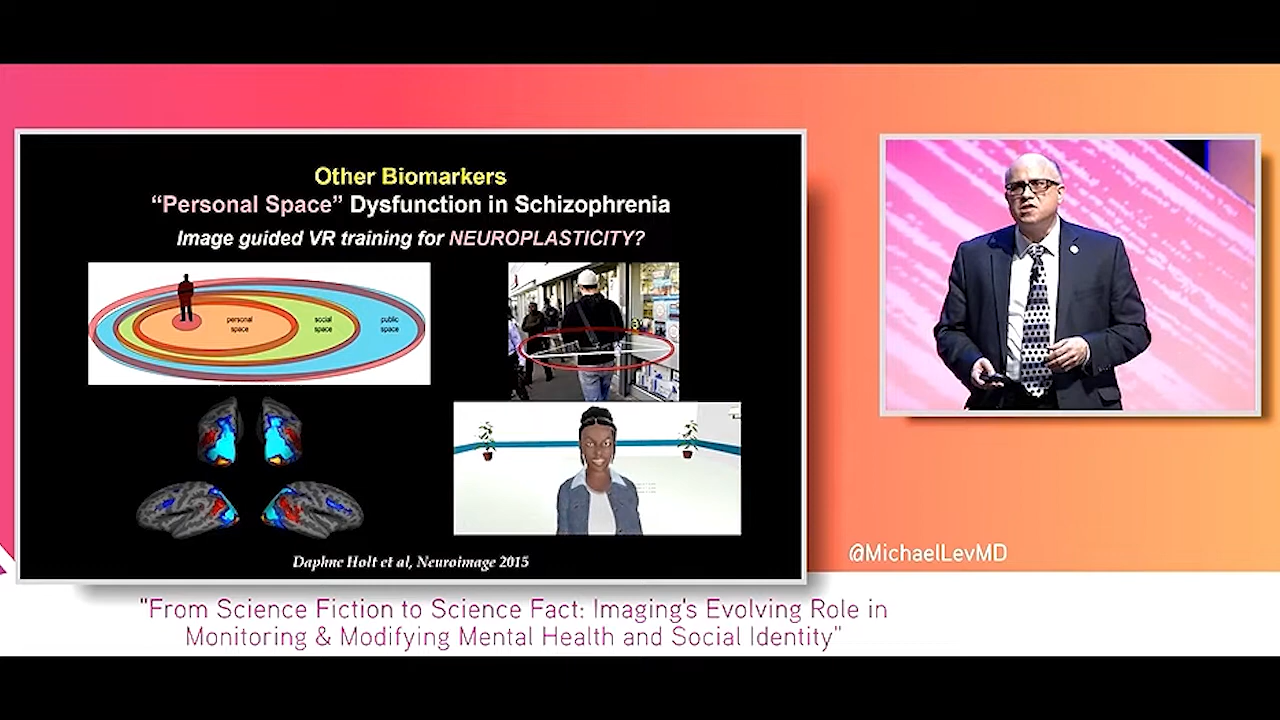 Other Biomarkers
“Personal Space” Dysfunction in Schizophrenia
Image guided VR training for NEUROPLASTICITY?
personal
space
social
space
public
space
Daphne Holt et al, Neuroimage 2015
@MichaelLevMD
"From Science Fiction to Science Fact: Imaging's Evolving Role in
Monitoring & Modifying Mental Health and Social Identity"